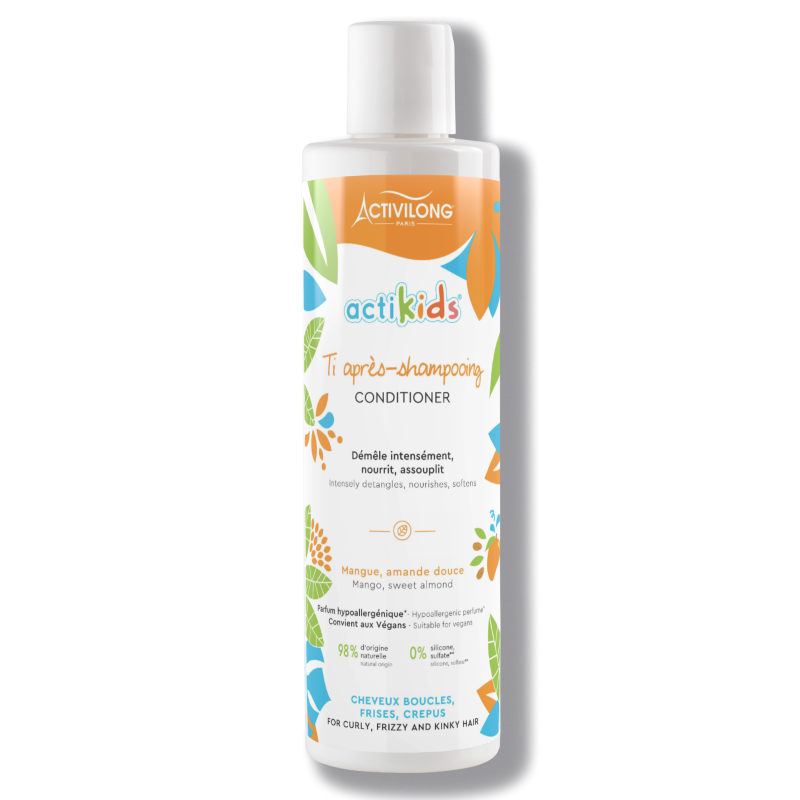 ACTIVILONG
PARIS
actikids®
Ti après-shampooing
CONDITIONER
Démêle intensément,
nourrit, assouplit
Intensely detangles, nourishes, softens
Mangue, amande douce
Mango, sweet almond
Parfum hypoallergénique* - Hypoallergenic perfume*
Convient aux Végans - Suitable for vegans
98% d'origine
naturelle
natural origin
0% silicone,
sulfate**
silicone, sulfate**
CHEVEUX BOUCLES,
FRISES, CREPUS
FOR CURLY, FRIZZY AND KINKY HAIR